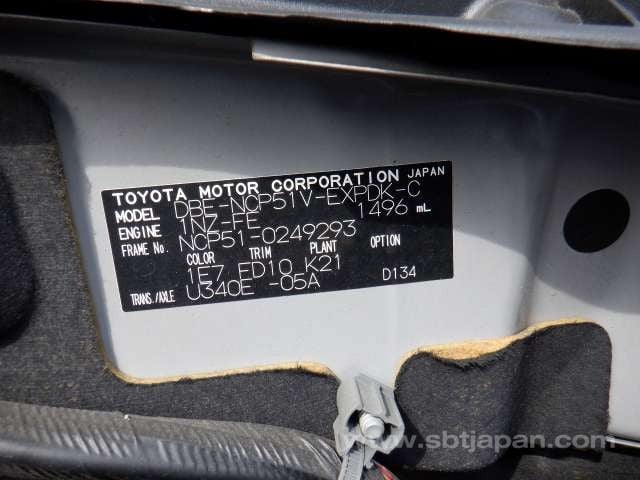 TOYOTA MOTOR CORPORATION JAPAN
MODEL DBE-NCP51V-EXPDK-C
ENGINE 1NZ-FE 1496 mL
FRAME No. NCP51-0249293
COLOR TRIM PLANT OPTION
1E7 FD10 K21
TRANS./AXLE U340E -05A D134
www.sbtjapan.com